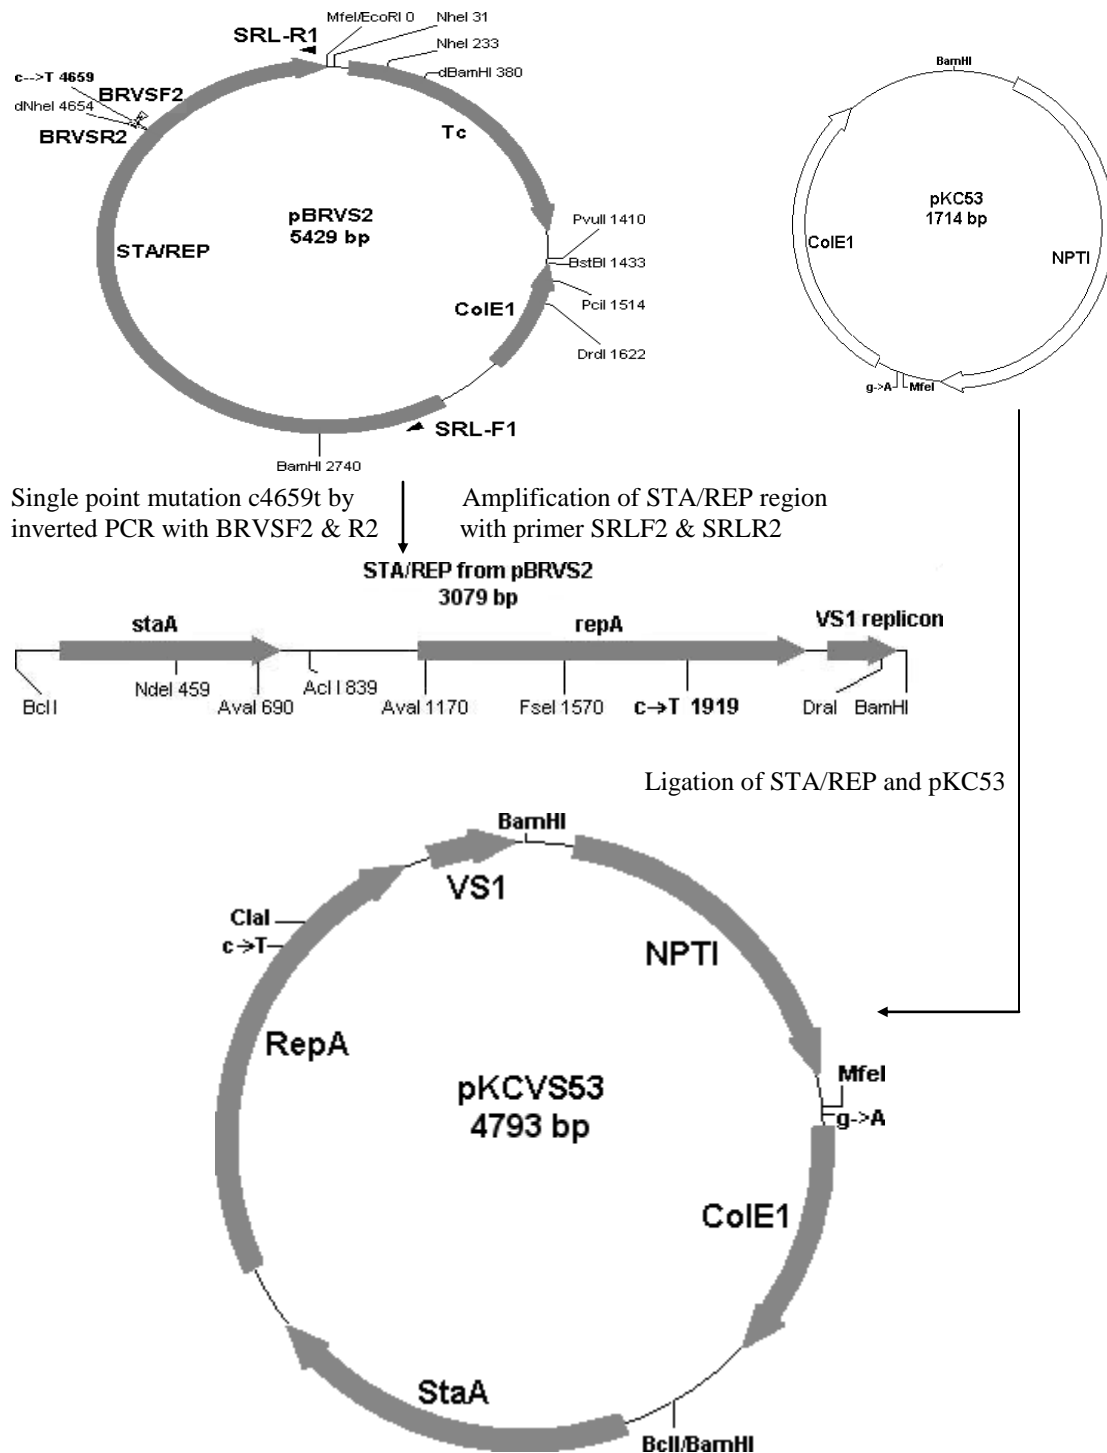 MfeI/EcoRI 0
NheI 31
SRL-R1
NheI 233
c-->T 4659
dBamHI 380
BRVSF2
dNheI 4654
BRVSR2
Tc
pBRVS2
5429 bp
PvuII 1410
STA/REP
BstBI 1433
ColE1
PciI 1514
DrdI 1622
SRL-F1
BamHI 2740
BamHI
pKC53
1714 bp
ColE1
NPTI
g->A
MfeI
Single point mutation c4659t by
inverted PCR with BRVSF2 & R2
Amplification of STA/REP region
with primer SRLF2 & SRLR2
STA/REP from pBRVS2
3079 bp
staA
repA
VS1 replicon
BclI
NdeI 459
AvaI 690
AclI 839
AvaI 1170
FseI 1570
c→T 1919
DraI
BamHI
Ligation of STA/REP and pKC53
BamHI
VS1
ClaI
c→T
NPTI
RepA
pKCVS53
4793 bp
MfeI
g->A
ColE1
StaA
BclI/BamHI